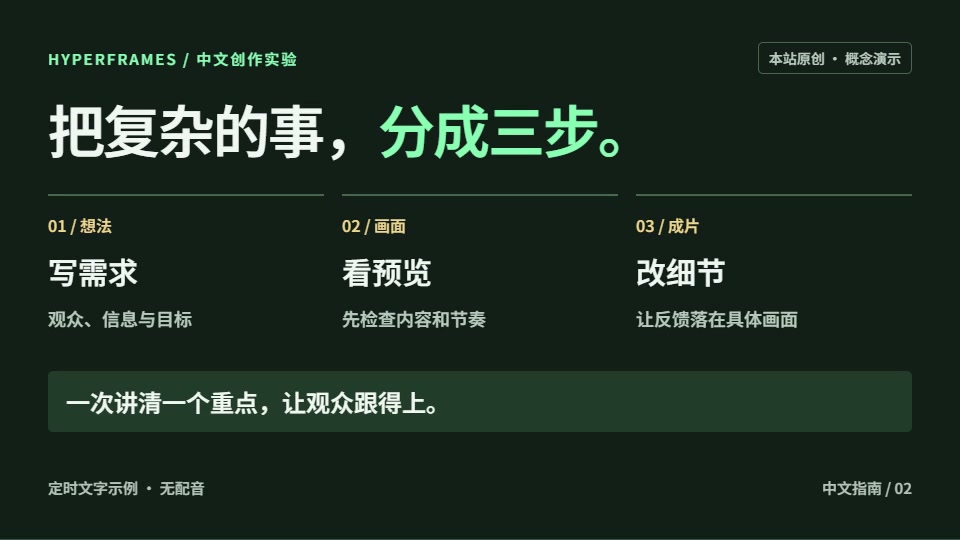 HYPERFRAMES / 中文创作实验
本站原创 · 概念演示
把复杂的事，分成三步。
01 / 想法
写需求
观众、信息与目标
02 / 画面
看预览
先检查内容和节奏
03 / 成片
改细节
让反馈落在具体画面
一次讲清一个重点，让观众跟得上。
定时文字示例 · 无配音
中文指南 / 02